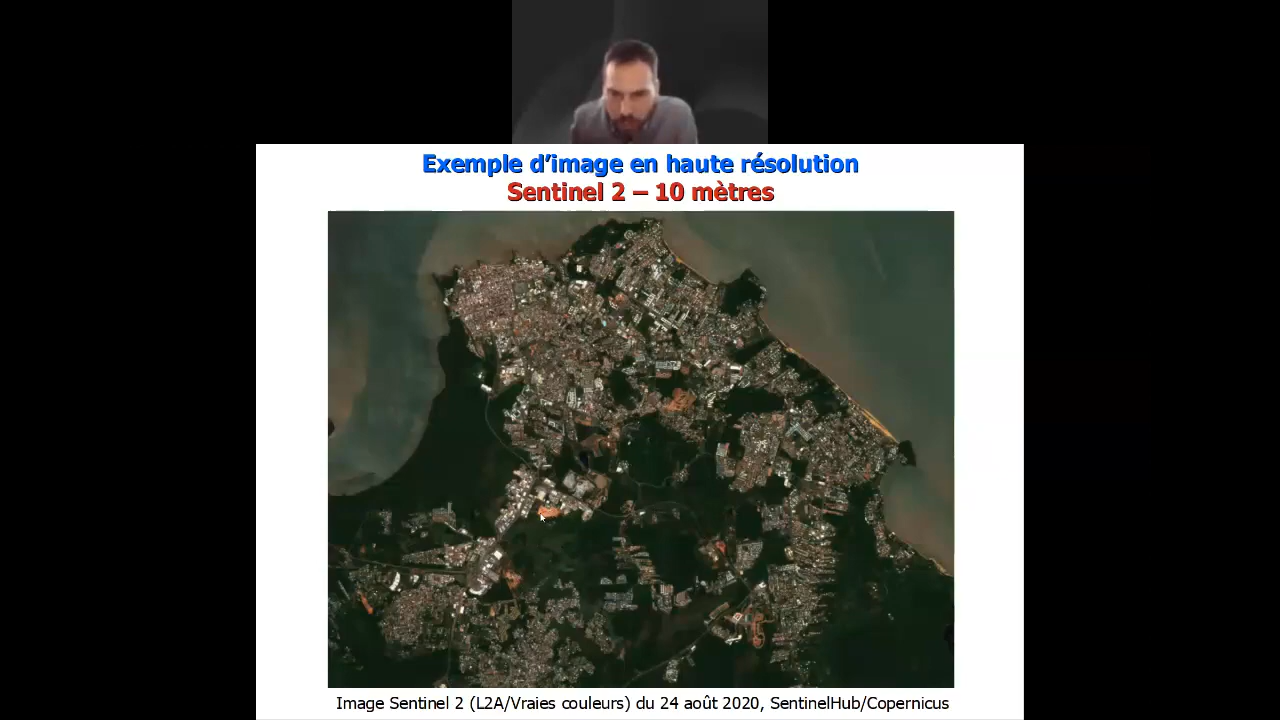 Exemple d’image en haute résolution
Sentinel 2 – 10 mètres
Image Sentinel 2 (L2A/Vraies couleurs) du 24 août 2020, SentinelHub/Copernicus